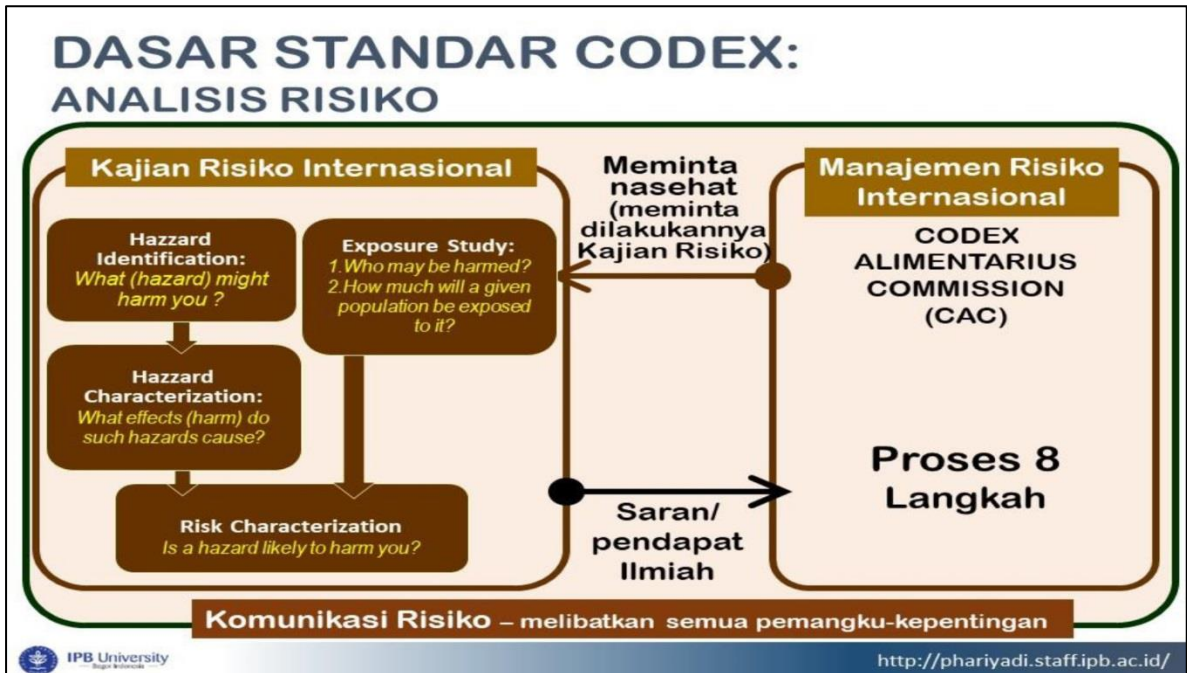 DASAR STANDAR CODEX:
ANALISIS RISIKO
Kajian Risiko Internasional
Hazzard
Identification:
What (hazard) might
harm you ?
Exposure Study:
1.Who may be harmed?
2.How much will a given
population be exposed
to it?
Hazzard
Characterization:
What effects (harm) do
such hazards cause?
Risk Characterization
Is a hazard likely to harm you?
Meminta
nasehat
(meminta
dilakukannya
Kajian Risiko)
Saran/
pendapat
Ilmiah
Manajemen Risiko
Internasional
CODEX
ALIMENTARIUS
COMMISSION
(CAC)
Proses 8
Langkah
Komunikasi Risiko – melibatkan semua pemangku-kepentingan
IPB University
Bogor Indonesia
http://phariyadi.staff.ipb.ac.id/